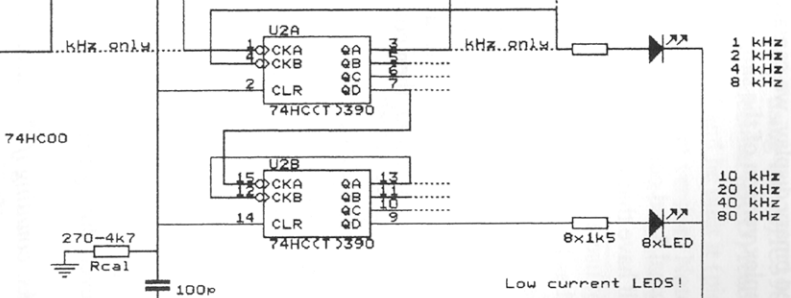 U2A
kHz only
kHz only
1 CKA QA 3
4 CKB QB 5
QC 6
2 CLR QD 7
74HC(T)390
1 kHz
2 kHz
4 kHz
8 kHz
74HC00
U2B
15 CKA QA 13
12 CKB QB 11
QC 10
14 CLR QD 9
74HC(T)390
10 kHz
20 kHz
40 kHz
80 kHz
270-4k7
Rcal
8x1k5
8xLED
100p
Low current LEDS!